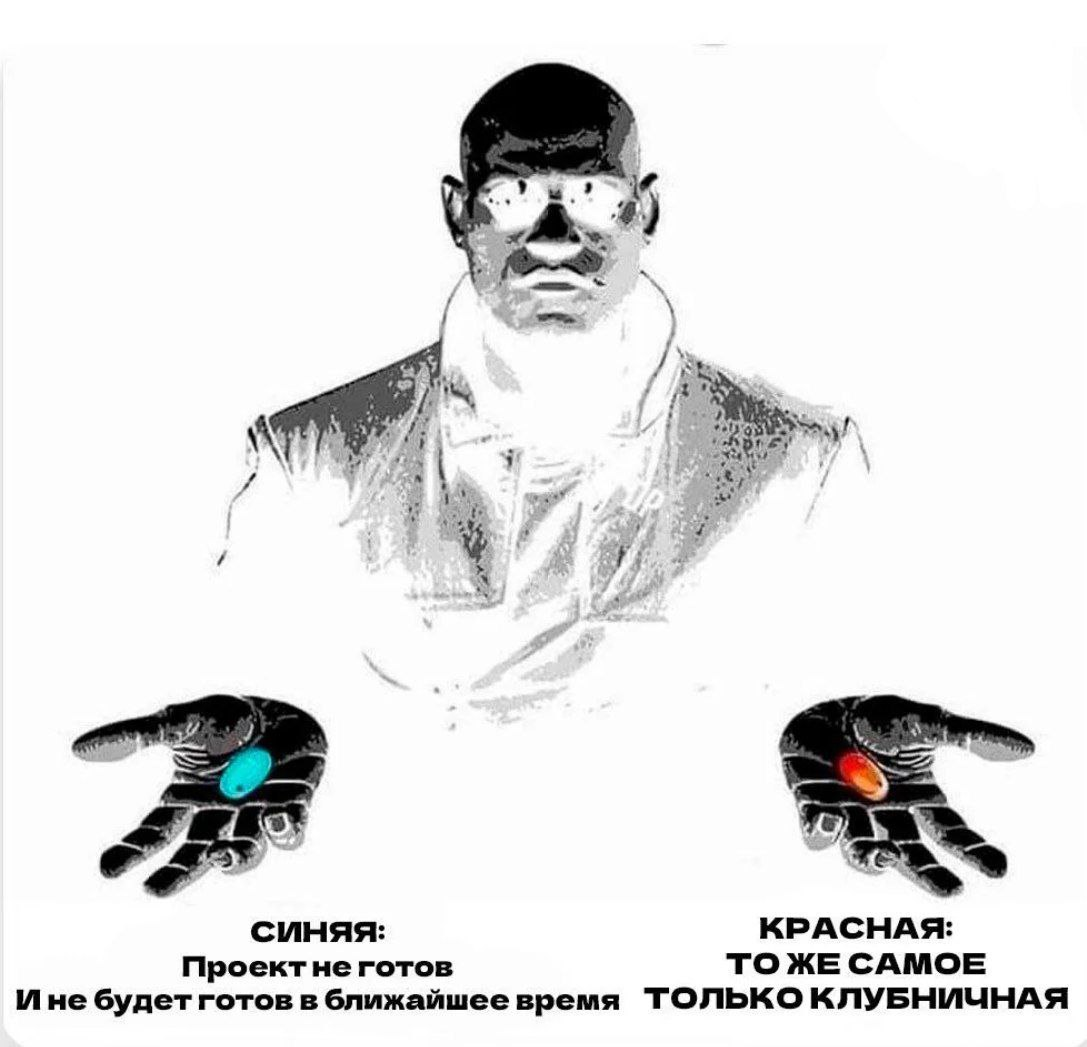 СИНЯЯ:
Проект не готов
И не будет готов в ближайшее время
КРАСНАЯ:
ТО ЖЕ САМОЕ
ТОЛЬКО КЛУБНИЧНАЯ